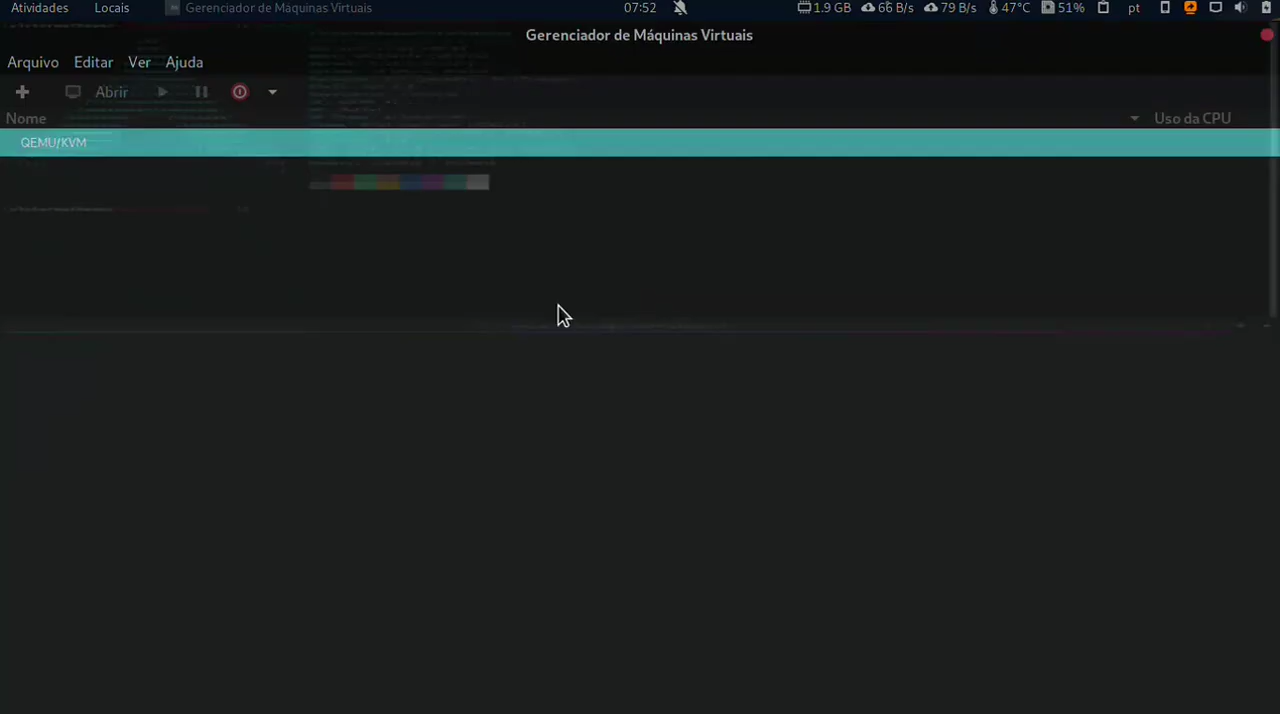 Atividades Locais Gerenciador de Máquinas Virtuais 07:52 1.9 GB 66 B/s 79 B/s 47°C 51% pt
Gerenciador de Máquinas Virtuais
Arquivo Editar Ver Ajuda
Abrir
Nome Uso da CPU
QEMU/KVM